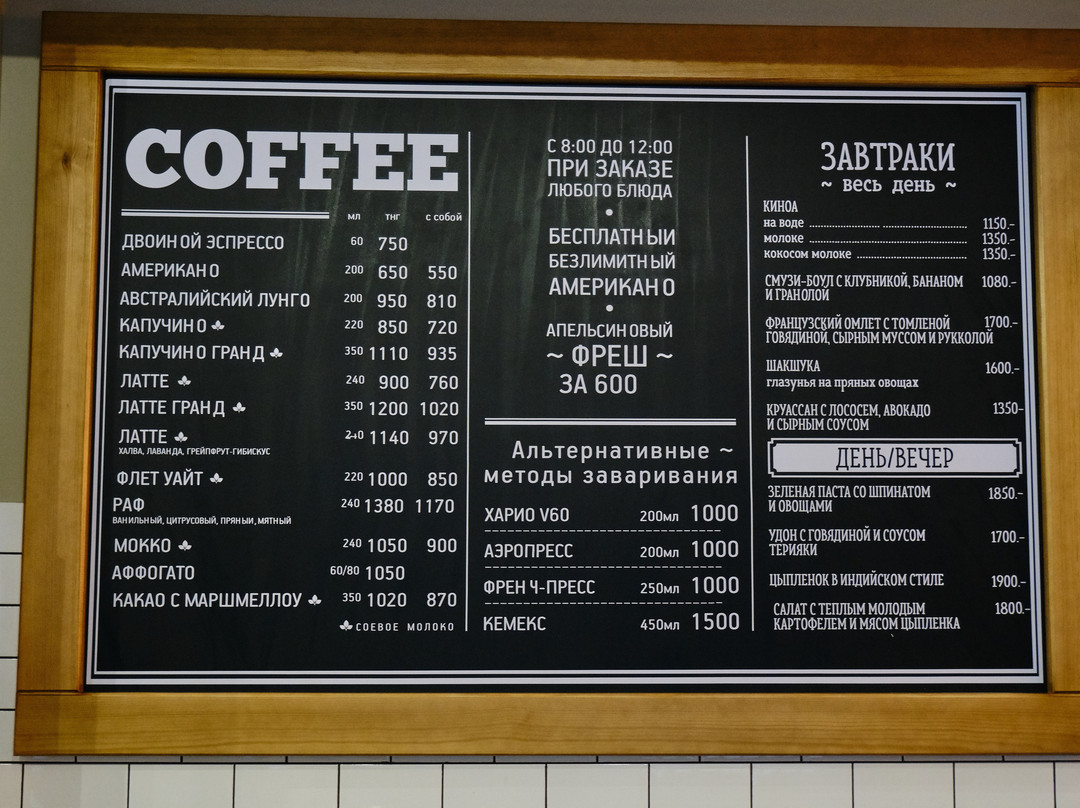 COFFEE
мл тнг с собой
ДВОИНОЙ ЭСПРЕССО 60 750
АМЕРИКАНО 200 650 550
АВСТРАЛИЙСКИЙ ЛУНГО 200 950 810
КАПУЧИНО 220 850 720
КАПУЧИНО ГРАНД 350 1110 935
ЛАТТЕ 240 900 760
ЛАТТЕ ГРАНД 350 1200 1020
ЛАТТЕ 240 1140 970
ХАЛВА, ЛАВАНДА, ГРЕЙПФРУТ-ГИБИСКУС
ФЛЕТ УАЙТ 220 1000 850
РАФ 240 1380 1170
ВАНИЛЬНЫЙ, ЦИТРУСОВЫЙ, ПРЯНЫИ, МЯТНЫЙ
МОККО 240 1050 900
АФФОГАТО 60/80 1050
КАКАО С МАРШМЕЛЛОУ 350 1020 870
СОЕВОЕ МОЛОКО
С 8:00 ДО 12:00
ПРИ ЗАКАЗЕ
ЛЮБОГО БЛЮДА
•
БЕСПЛАТНЫИ
БЕЗЛИМИТНЫЙ
АМЕРИКАНО
•
АПЕЛЬСИНОВЫЙ
~ ФРЕШ ~
ЗА 600
Альтернативные ~
методы заваривания
ХАРИО V60 200мл 1000
АЭРОПРЕСС 200мл 1000
ФРЕНЧ-ПРЕСС 250мл 1000
КЕМЕКС 450мл 1500
ЗАВТРАКИ
~ весь день ~
КИНОА
на воде 1150.-
молоке 1350.-
кокосом молоке 1350.-
СМУЗИ-БОУЛ С КЛУБНИКОЙ, БАНАНОМ 1080.-
И ГРАНОЛОЙ
ФРАНЦУЗСКИЙ ОМЛЕТ С ТОМЛЕНОЙ 1700.-
ГОВЯДИНОЙ, СЫРНЫМ МУССОМ И РУККОЛОЙ
ШАКШУКА 1600.-
глазунья на пряных овощах
КРУАССАН С ЛОСОСЕМ, АВОКАДО 1350-
И СЫРНЫМ СОУСОМ
ДЕНЬ/ВЕЧЕР
ЗЕЛЕНАЯ ПАСТА СО ШПИНАТОМ 1850.-
И ОВОЩАМИ
УДОН С ГОВЯДИНОЙ И СОУСОМ 1700.-
ТЕРИЯКИ
ЦЫПЛЕНОК В ИНДИЙСКОМ СТИЛЕ 1900.-
САЛАТ С ТЕПЛЫМ МОЛОДЫМ 1800.-
КАРТОФЕЛЕМ И МЯСОМ ЦЫПЛЕНКА